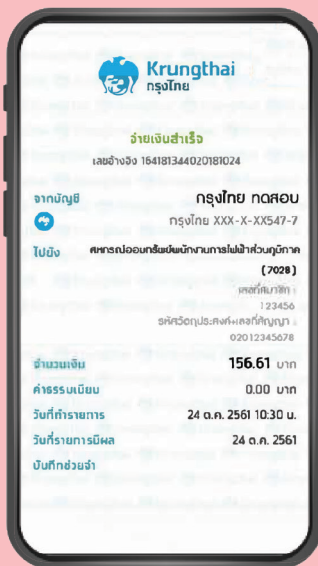 Krungthai
กรุงไทย
จ่ายเงินสำเร็จ
เลขอ้างอิง 164181344020181024
จากบัญชี กรุงไทย ทดสอบ
กรุงไทย XXX-X-XX547-7
ไปยัง สหกรณ์ออมทรัพย์พนักงานการไฟฟ้าส่วนภูมิภาค
(7028)
เลขที่สมาชิก :
123456
รหัสวัตถุประสงค์+เลขที่สัญญา :
02012345678
จำนวนเงิน 156.61 บาท
ค่าธรรมเนียม 0.00 บาท
วันที่ทำรายการ 24 ต.ค. 2561 10:30 น.
วันที่รายการมีผล 24 ต.ค. 2561
บันทึกช่วยจำ